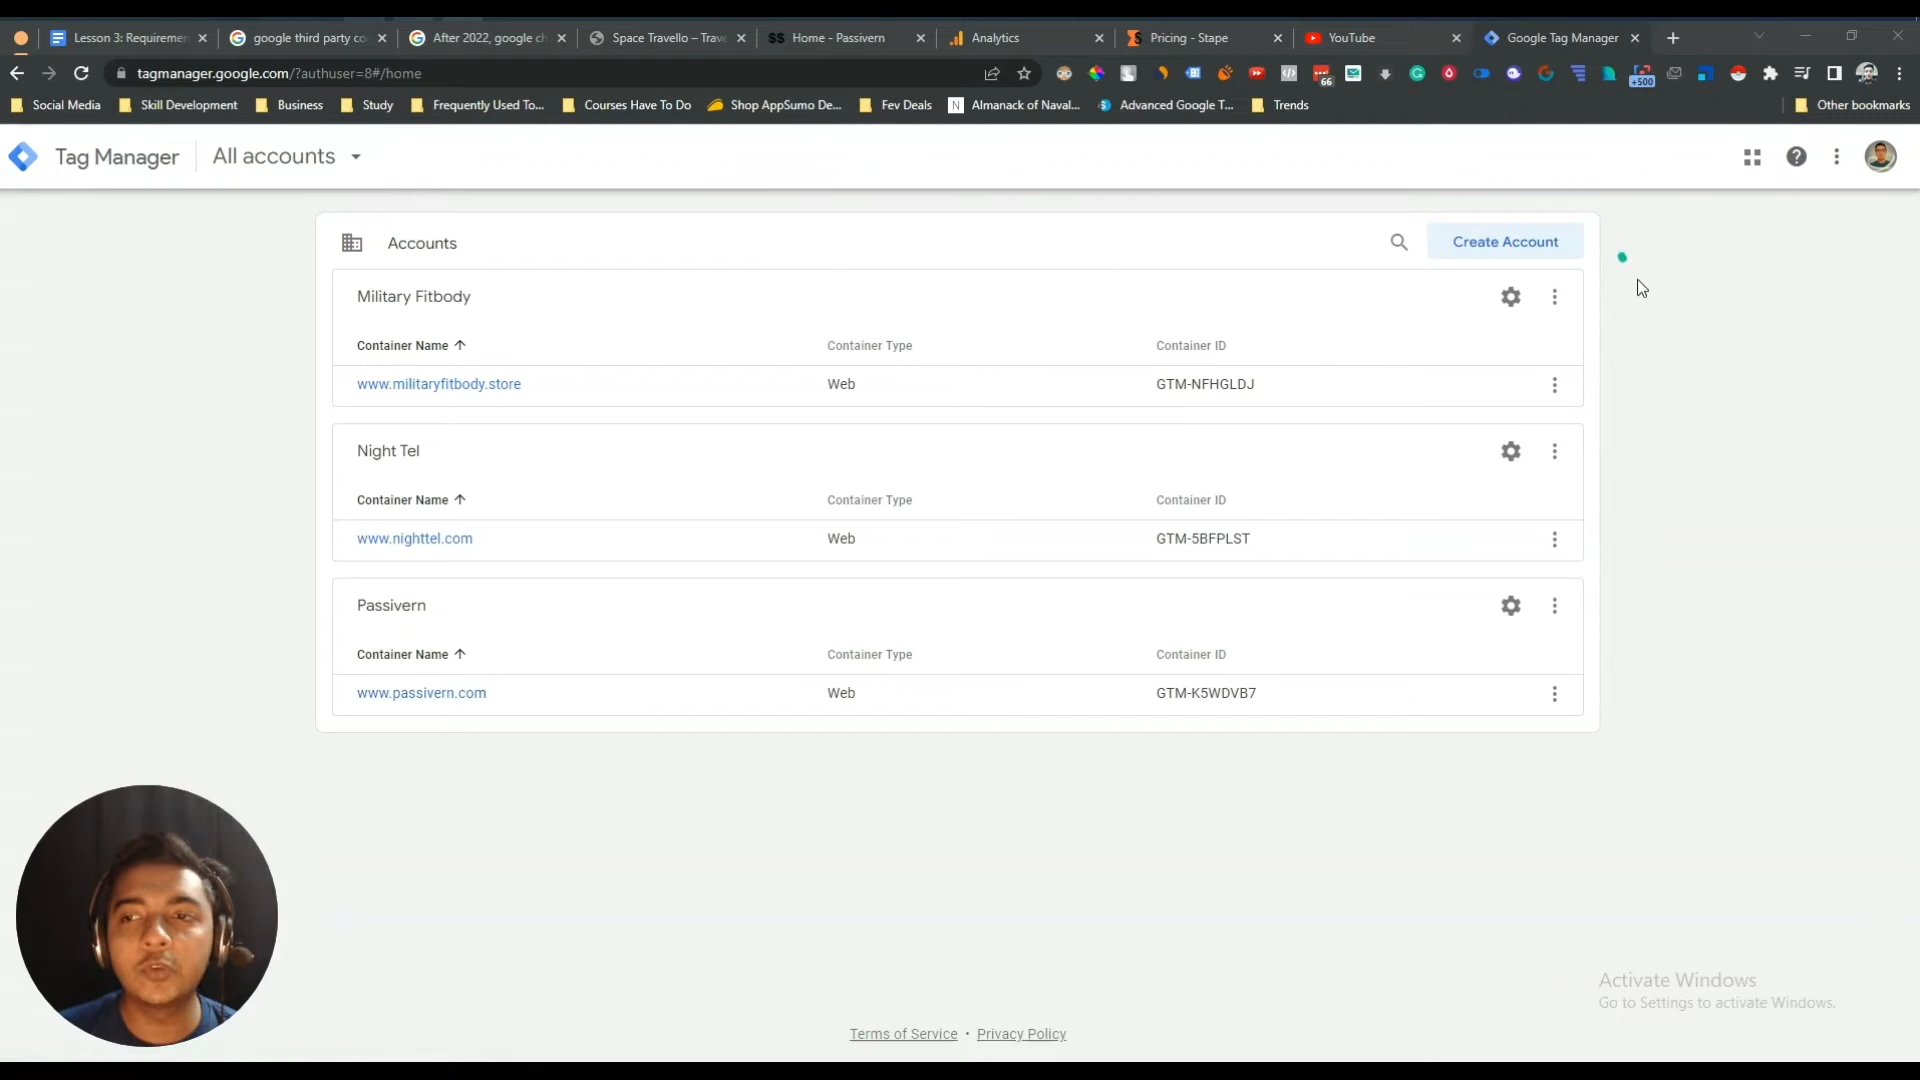 Lesson 3: Requiremen
google third party co
After 2022, google ch
Space Travello – Trave
$$ Home - Passivern
Analytics
Pricing - Stape
YouTube
Google Tag Manager
tagmanager.google.com/?authuser=8#/home
66
+500
Social Media
Skill Development
Business
Study
Frequently Used To...
Courses Have To Do
Shop AppSumo De...
Fev Deals
N Almanack of Naval...
Advanced Google T...
Trends
Other bookmarks
Tag Manager
All accounts
Accounts
Create Account
Military Fitbody
Container Name
Container Type
Container ID
www.militaryfitbody.store
Web
GTM-NFHGLDJ
Night Tel
Container Name
Container Type
Container ID
www.nighttel.com
Web
GTM-5BFPLST
Passivern
Container Name
Container Type
Container ID
www.passivern.com
Web
GTM-K5WDVB7
Activate Windows
Go to Settings to activate Windows.
Terms of Service • Privacy Policy